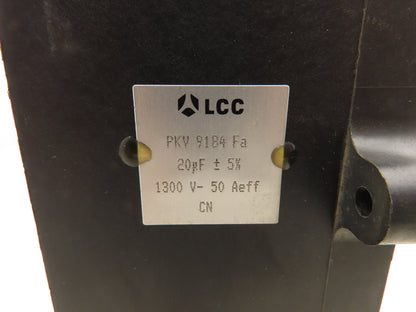 LCC
PKV 9184 Fa
20µF ± 5%
1300 V- 50 Aeff
CN